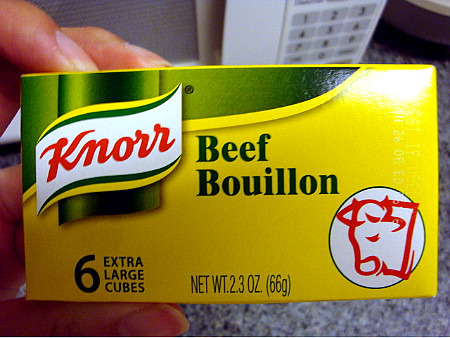 Knorr®
Beef
Bouillon
6 EXTRA
LARGE
CUBES
NET WT. 2.3 OZ. (66g)